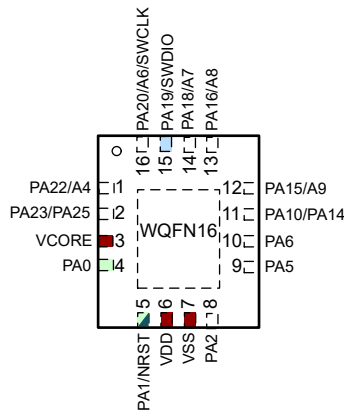 PA20/A6/SWCLK
PA19/SWDIO
PA18/A7
PA16/A8
16
15
14
13
PA22/A4 1
PA23/PA25 2
VCORE 3
PA0 4
WQFN16
12 PA15/A9
11 PA10/PA14
10 PA6
9 PA5
5
6
7
8
PA1/NRST
VDD
VSS
PA2